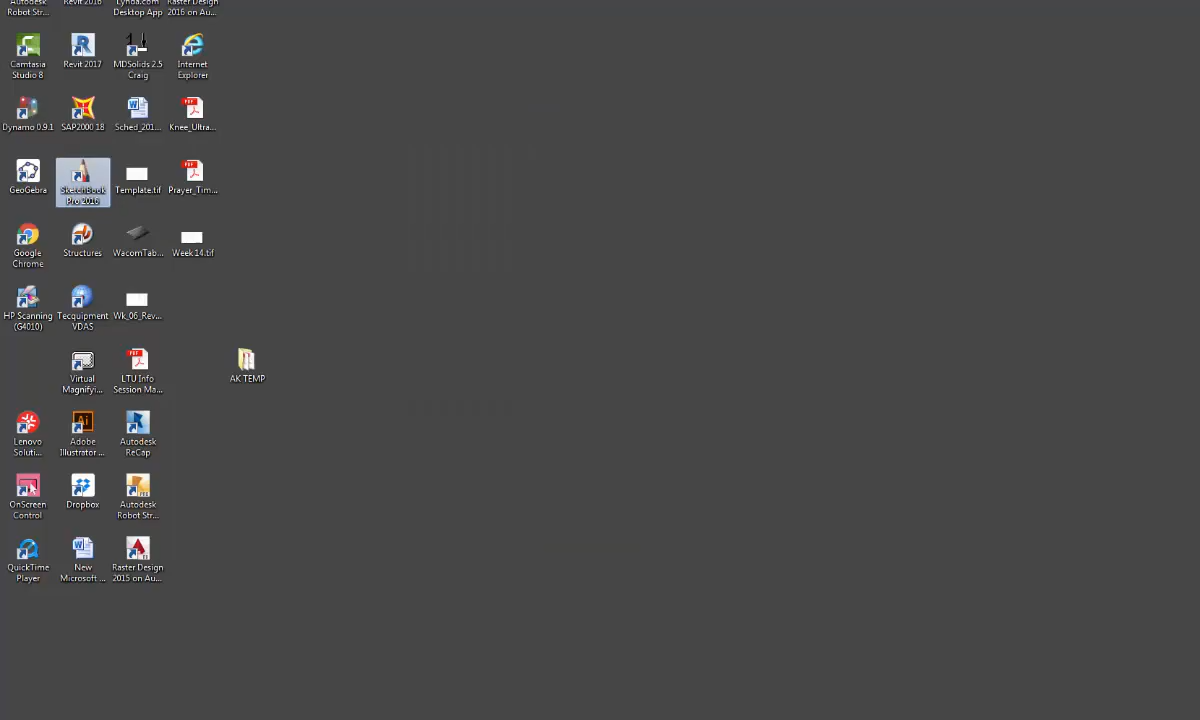 Autodesk
Robot Str...
Revit 2016
Lynda.com
Desktop App
Raster Design
2016 on Au...
Camtasia
Studio 8
Revit 2017
MDSolids 2.5
Craig
Internet
Explorer
Dynamo 0.9.1
SAP2000 18
Sched_201...
Knee_Ultra...
GeoGebra
SketchBook
Pro 2016
Template.tif
Prayer_Tim...
Google
Chrome
Structures
WacomTab...
Week 14.tif
HP Scanning
(G4010)
Tecquipment
VDAS
Wk_06_Rev...
Virtual
Magnifyi...
LTU Info
Session Ma...
AK TEMP
Lenovo
Soluti...
Adobe
Illustrator ...
Autodesk
ReCap
OnScreen
Control
Dropbox
Autodesk
Robot Str...
QuickTime
Player
New
Microsoft ...
Raster Design
2015 on Au...